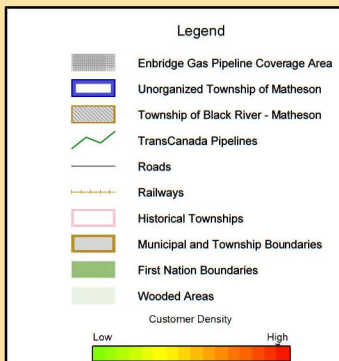 Legend
Enbridge Gas Pipeline Coverage Area
Unorganized Township of Matheson
Township of Black River - Matheson
TransCanada Pipelines
Roads
Railways
Historical Townships
Municipal and Township Boundaries
First Nation Boundaries
Wooded Areas
Customer Density
Low High